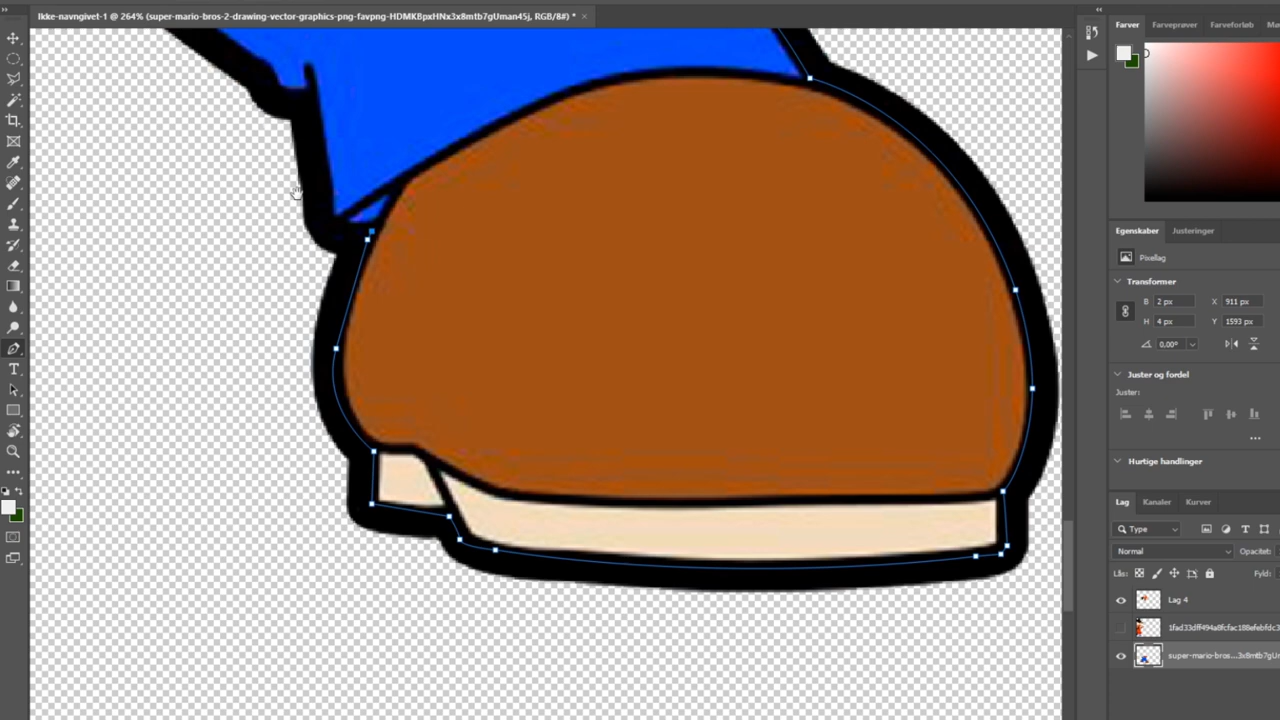 Ikke-navngivet-1 @ 264% (super-mario-bros-2-drawing-vector-graphics-png-favpng-HDMKBpxHNx3x8mtb7gUman45j, RGB/8#) *
Farver Farveprøver Farveforløb
Egenskaber Justeringer
Pixellag
Transformer
B 2 px X 911 px
H 4 px Y 1593 px
0,00°
Juster og fordel
Juster:
Hurtige handlinger
Lag Kanaler Kurver
Type
Normal Opacitet:
Lås: Fyld:
Lag 4
1fad33dff494a8fcfac188efebfdc3
super-mario-bros...3x8mtb7gUm